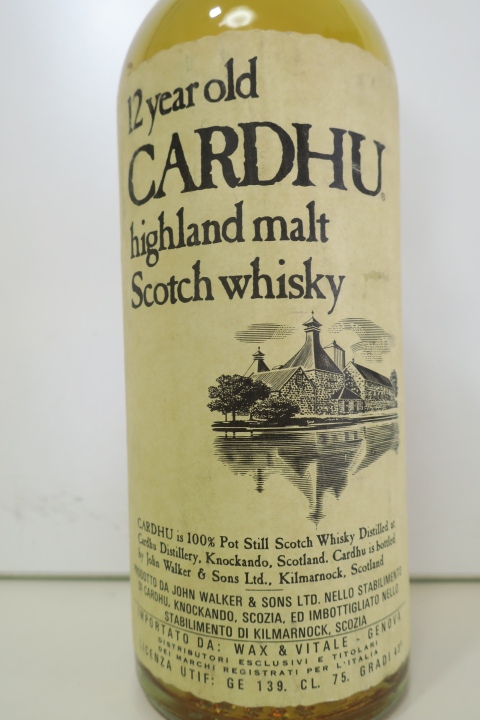 12 year old
CARDHU®
highland malt
Scotch whisky
CARDHU is 100% Pot Still Scotch Whisky Distilled at
Cardhu Distillery, Knockando, Scotland. Cardhu is bottled
by John Walker & Sons Ltd., Kilmarnock, Scotland
PRODOTTO DA JOHN WALKER & SONS LTD. NELLO STABILIMENTO
DI CARDHU, KNOCKANDO, SCOZIA, ED IMBOTTIGLIATO NELLO
STABILIMENTO DI KILMARNOCK, SCOZIA
IMPORTATO DA: WAX & VITALE - GENOVA
DISTRIBUTORI ESCLUSIVI E TITOLARI
DEI MARCHI REGISTRATI PER L'ITALIA
LICENZA UTIF: GE 139. CL. 75. GRADI 40°